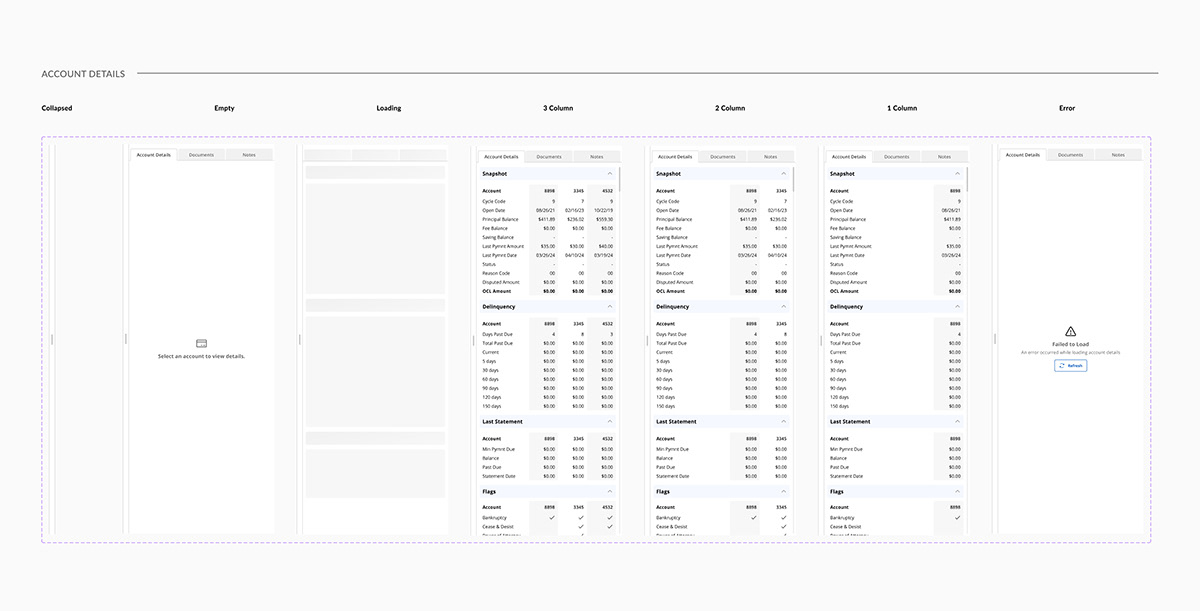 ACCOUNT DETAILS
Collapsed
Empty
Loading
3 Column
2 Column
1 Column
Error
Account Details Documents Notes
Select an account to view details.
Account Details Documents Notes
Snapshot
Account 8898 3345 4532
Cycle Code 9 7 9
Open Date 08/26/21 02/16/23 10/22/19
Principal Balance $411.89 $236.02 $559.30
Fee Balance $0.00 $0.00 $0.00
Saving Balance - - -
Last Pymnt Amount $35.00 $30.00 $40.00
Last Pymnt Date 03/26/24 04/10/24 03/19/24
Status - - -
Reason Code 00 00 00
Disputed Amount $0.00 $0.00 $0.00
OCL Amount $0.00 $0.00 $0.00
Delinquency
Account 8898 3345 4532
Days Past Due 4 8 3
Total Past Due $0.00 $0.00 $0.00
Current $0.00 $0.00 $0.00
5 days $0.00 $0.00 $0.00
30 days $0.00 $0.00 $0.00
60 days $0.00 $0.00 $0.00
90 days $0.00 $0.00 $0.00
120 days $0.00 $0.00 $0.00
150 days $0.00 $0.00 $0.00
Last Statement
Account 8898 3345 4532
Min Pymnt Due $0.00 $0.00 $0.00
Balance $0.00 $0.00 $0.00
Past Due $0.00 $0.00 $0.00
Statement Date $0.00 $0.00 $0.00
Flags
Account 8898 3345 4532
Bankruptcy ✓ ✓ ✓
Cease & Desist ✓ ✓
Account Details Documents Notes
Snapshot
Account 8898 3345
Cycle Code 9 7
Open Date 08/26/21 02/16/23
Principal Balance $411.89 $236.02
Fee Balance $0.00 $0.00
Saving Balance - -
Last Pymnt Amount $35.00 $30.00
Last Pymnt Date 03/26/24 04/10/24
Status - -
Reason Code 00 00
Disputed Amount $0.00 $0.00
OCL Amount $0.00 $0.00
Delinquency
Account 8898 3345
Days Past Due 4 8
Total Past Due $0.00 $0.00
Current $0.00 $0.00
5 days $0.00 $0.00
30 days $0.00 $0.00
60 days $0.00 $0.00
90 days $0.00 $0.00
120 days $0.00 $0.00
150 days $0.00 $0.00
Last Statement
Account 8898 3345
Min Pymnt Due $0.00 $0.00
Balance $0.00 $0.00
Past Due $0.00 $0.00
Statement Date $0.00 $0.00
Flags
Account 8898 3345
Bankruptcy ✓ ✓
Cease & Desist ✓
Account Details Documents Notes
Snapshot
Account 8898
Cycle Code 9
Open Date 08/26/21
Principal Balance $411.89
Fee Balance $0.00
Saving Balance -
Last Pymnt Amount $35.00
Last Pymnt Date 03/26/24
Status -
Reason Code 00
Disputed Amount $0.00
OCL Amount $0.00
Delinquency
Account 8898
Days Past Due 4
Total Past Due $0.00
Current $0.00
5 days $0.00
30 days $0.00
60 days $0.00
90 days $0.00
120 days $0.00
150 days $0.00
Last Statement
Account 8898
Min Pymnt Due $0.00
Balance $0.00
Past Due $0.00
Statement Date $0.00
Flags
Account 8898
Bankruptcy ✓
Cease & Desist
Account Details Documents Notes
Failed to Load
An error occurred while loading account details
Refresh